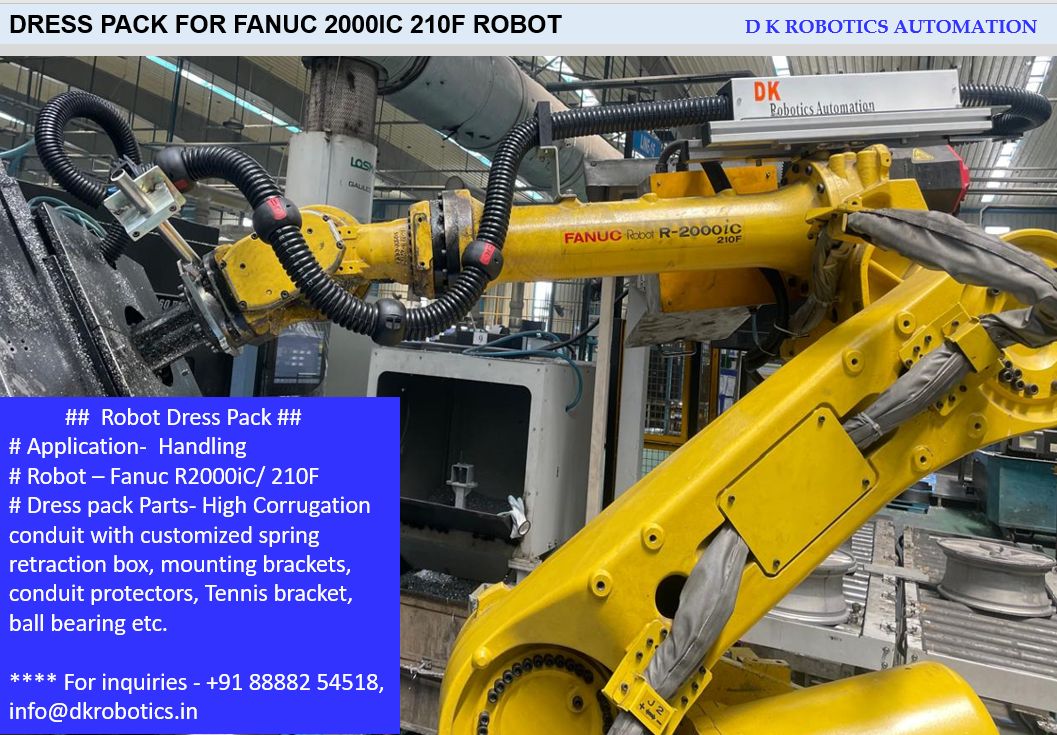 DRESS PACK FOR FANUC 2000IC 210F ROBOT
D K ROBOTICS AUTOMATION
DK
Robotics Automation
FANUC Robot R-2000iC
210F
## Robot Dress Pack ##
# Application- Handling
# Robot – Fanuc R2000iC/ 210F
# Dress pack Parts- High Corrugation
conduit with customized spring
retraction box, mounting brackets,
conduit protectors, Tennis bracket,
ball bearing etc.
**** For inquiries - +91 88882 54518,
info@dkrobotics.in
J2